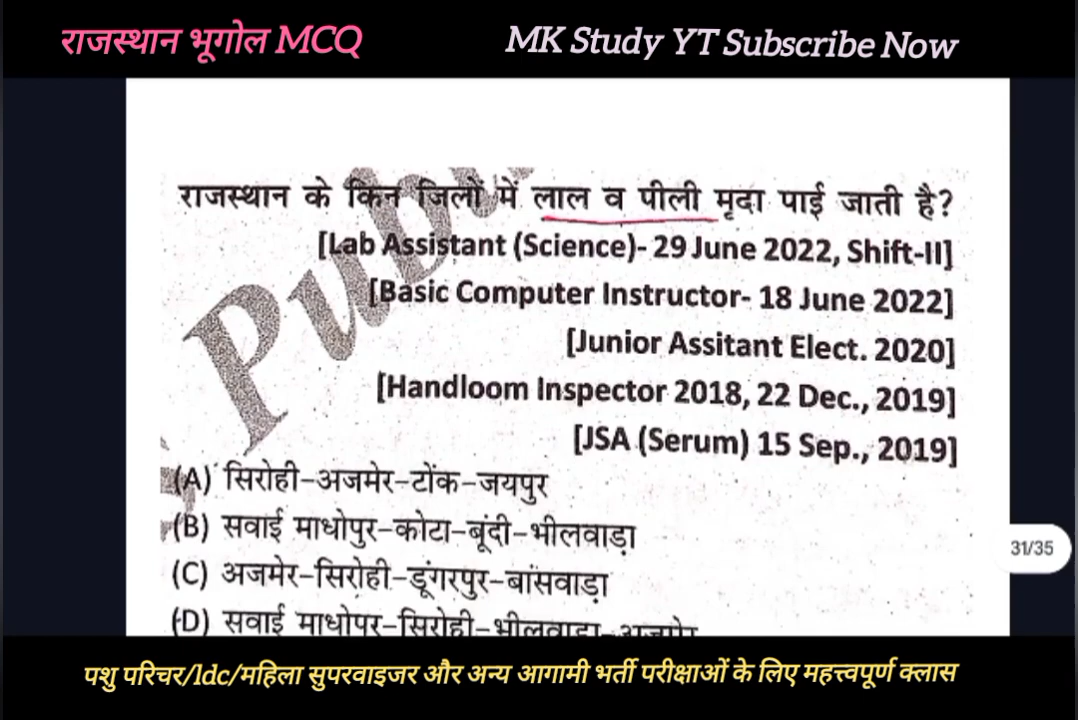 राजस्थान भूगोल MCQ
MK Study YT Subscribe Now
राजस्थान के किन जिलों में लाल व पीली मृदा पाई जाती है?
[Lab Assistant (Science)- 29 June 2022, Shift-II]
[Basic Computer Instructor- 18 June 2022]
[Junior Assitant Elect. 2020]
[Handloom Inspector 2018, 22 Dec., 2019]
[JSA (Serum) 15 Sep., 2019]
(A) सिरोही-अजमेर-टोंक-जयपुर
(B) सवाई माधोपुर-कोटा-बूंदी-भीलवाड़ा
(C) अजमेर-सिरोही-डूंगरपुर-बांसवाड़ा
(D) सवाई माधोपुर-सिरोही-भीलवाड़ा-अजमेर
31/35
पशु परिचर/ldc/महिला सुपरवाइजर और अन्य आगामी भर्ती परीक्षाओं के लिए महत्त्वपूर्ण क्लास